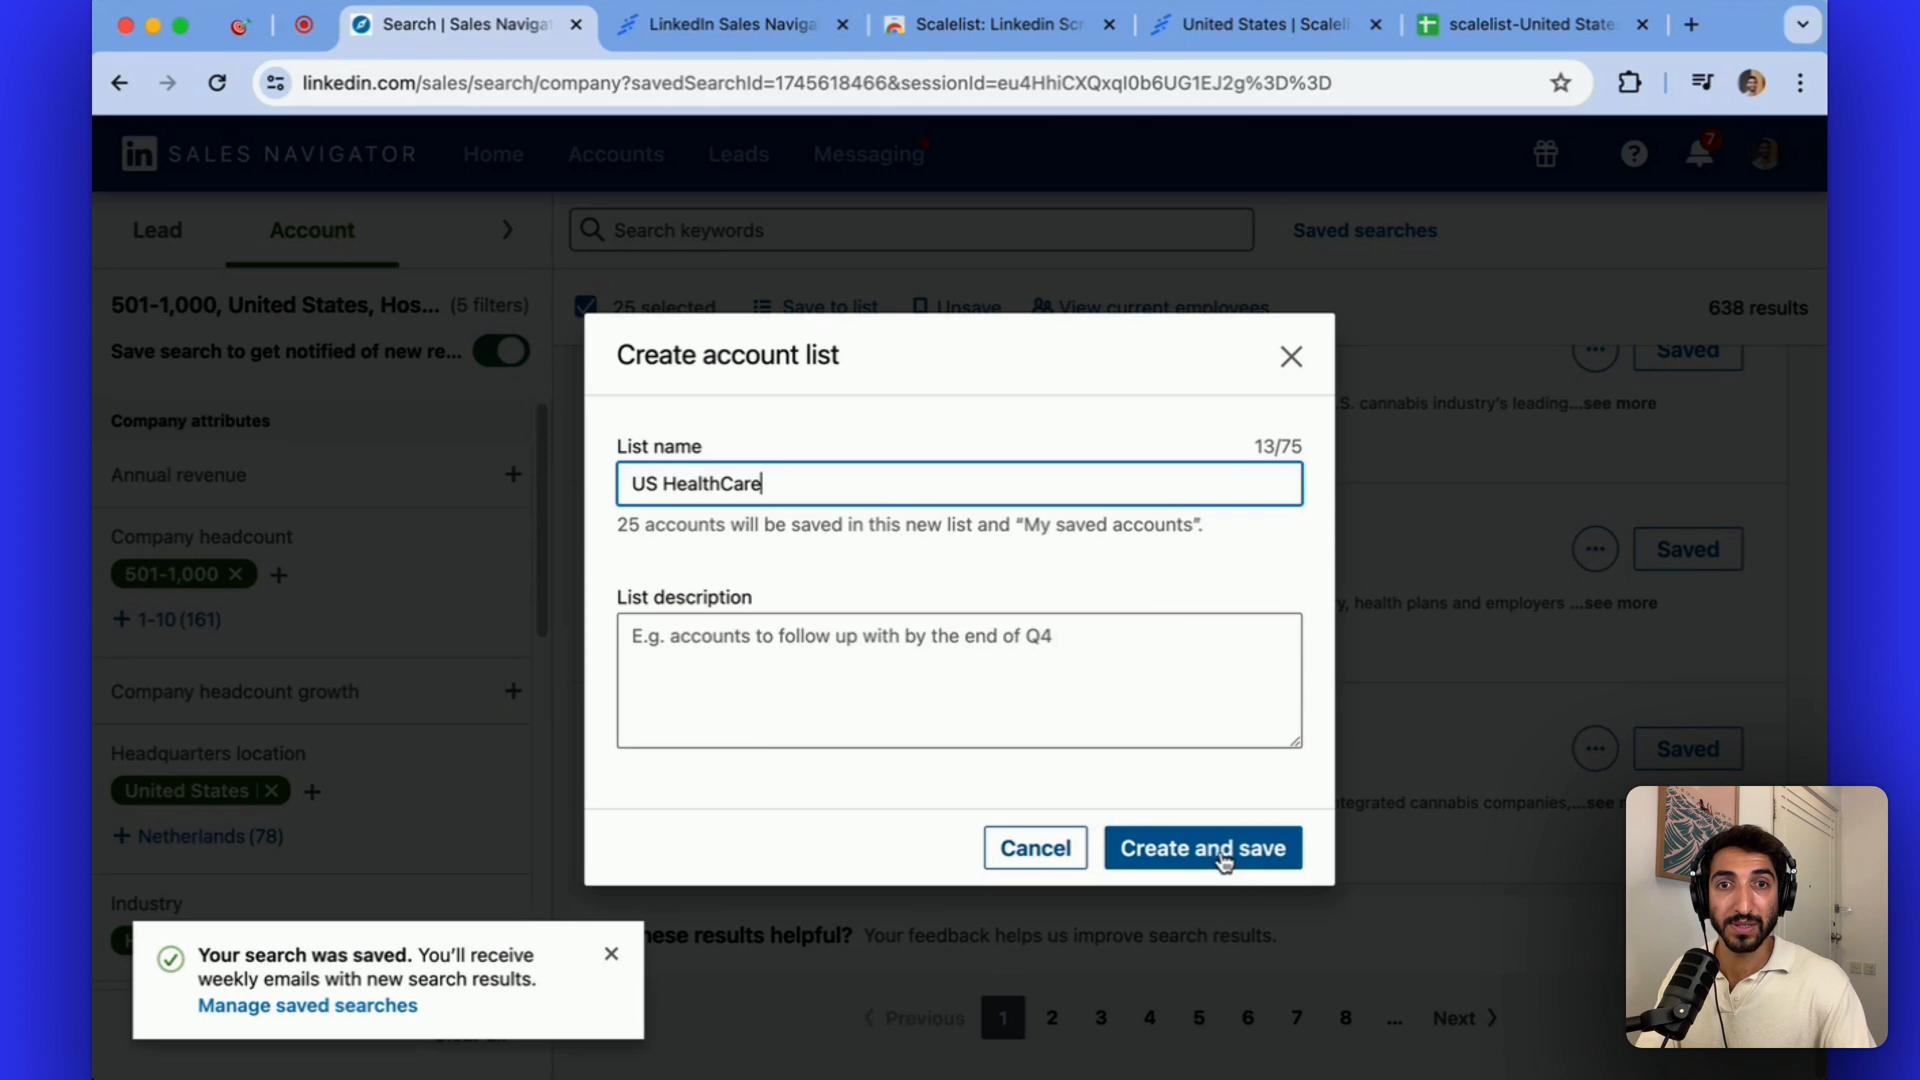 Search | Sales Naviga
LinkedIn Sales Naviga
Scalelist: Linkedin Scr
United States | Scaleli
scalelist-United State
linkedin.com/sales/search/company?savedSearchId=1745618466&sessionId=eu4HhiCXQxqI0b6UG1EJ2g%3D%3D
in SALES NAVIGATOR
Home
Accounts
Leads
Messaging
7
Lead
Account
Search keywords
Saved searches
501-1,000, United States, Hos... (5 filters)
25 selected
Save to list
Unsave
View current employees
638 results
Save search to get notified of new re...
Saved
S. cannabis industry's leading...see more
Company attributes
Annual revenue
Company headcount
501-1,000
1-10 (161)
Saved
y, health plans and employers ...see more
Company headcount growth
Headquarters location
United States
Netherlands (78)
Saved
tegrated cannabis companies,...see
Industry
Create account list
List name
13/75
US HealthCare
25 accounts will be saved in this new list and “My saved accounts”.
List description
E.g. accounts to follow up with by the end of Q4
Cancel
Create and save
Your search was saved. You’ll receive
weekly emails with new search results.
Manage saved searches
hese results helpful? Your feedback helps us improve search results.
Previous 1 2 3 4 5 6 7 8 ... Next